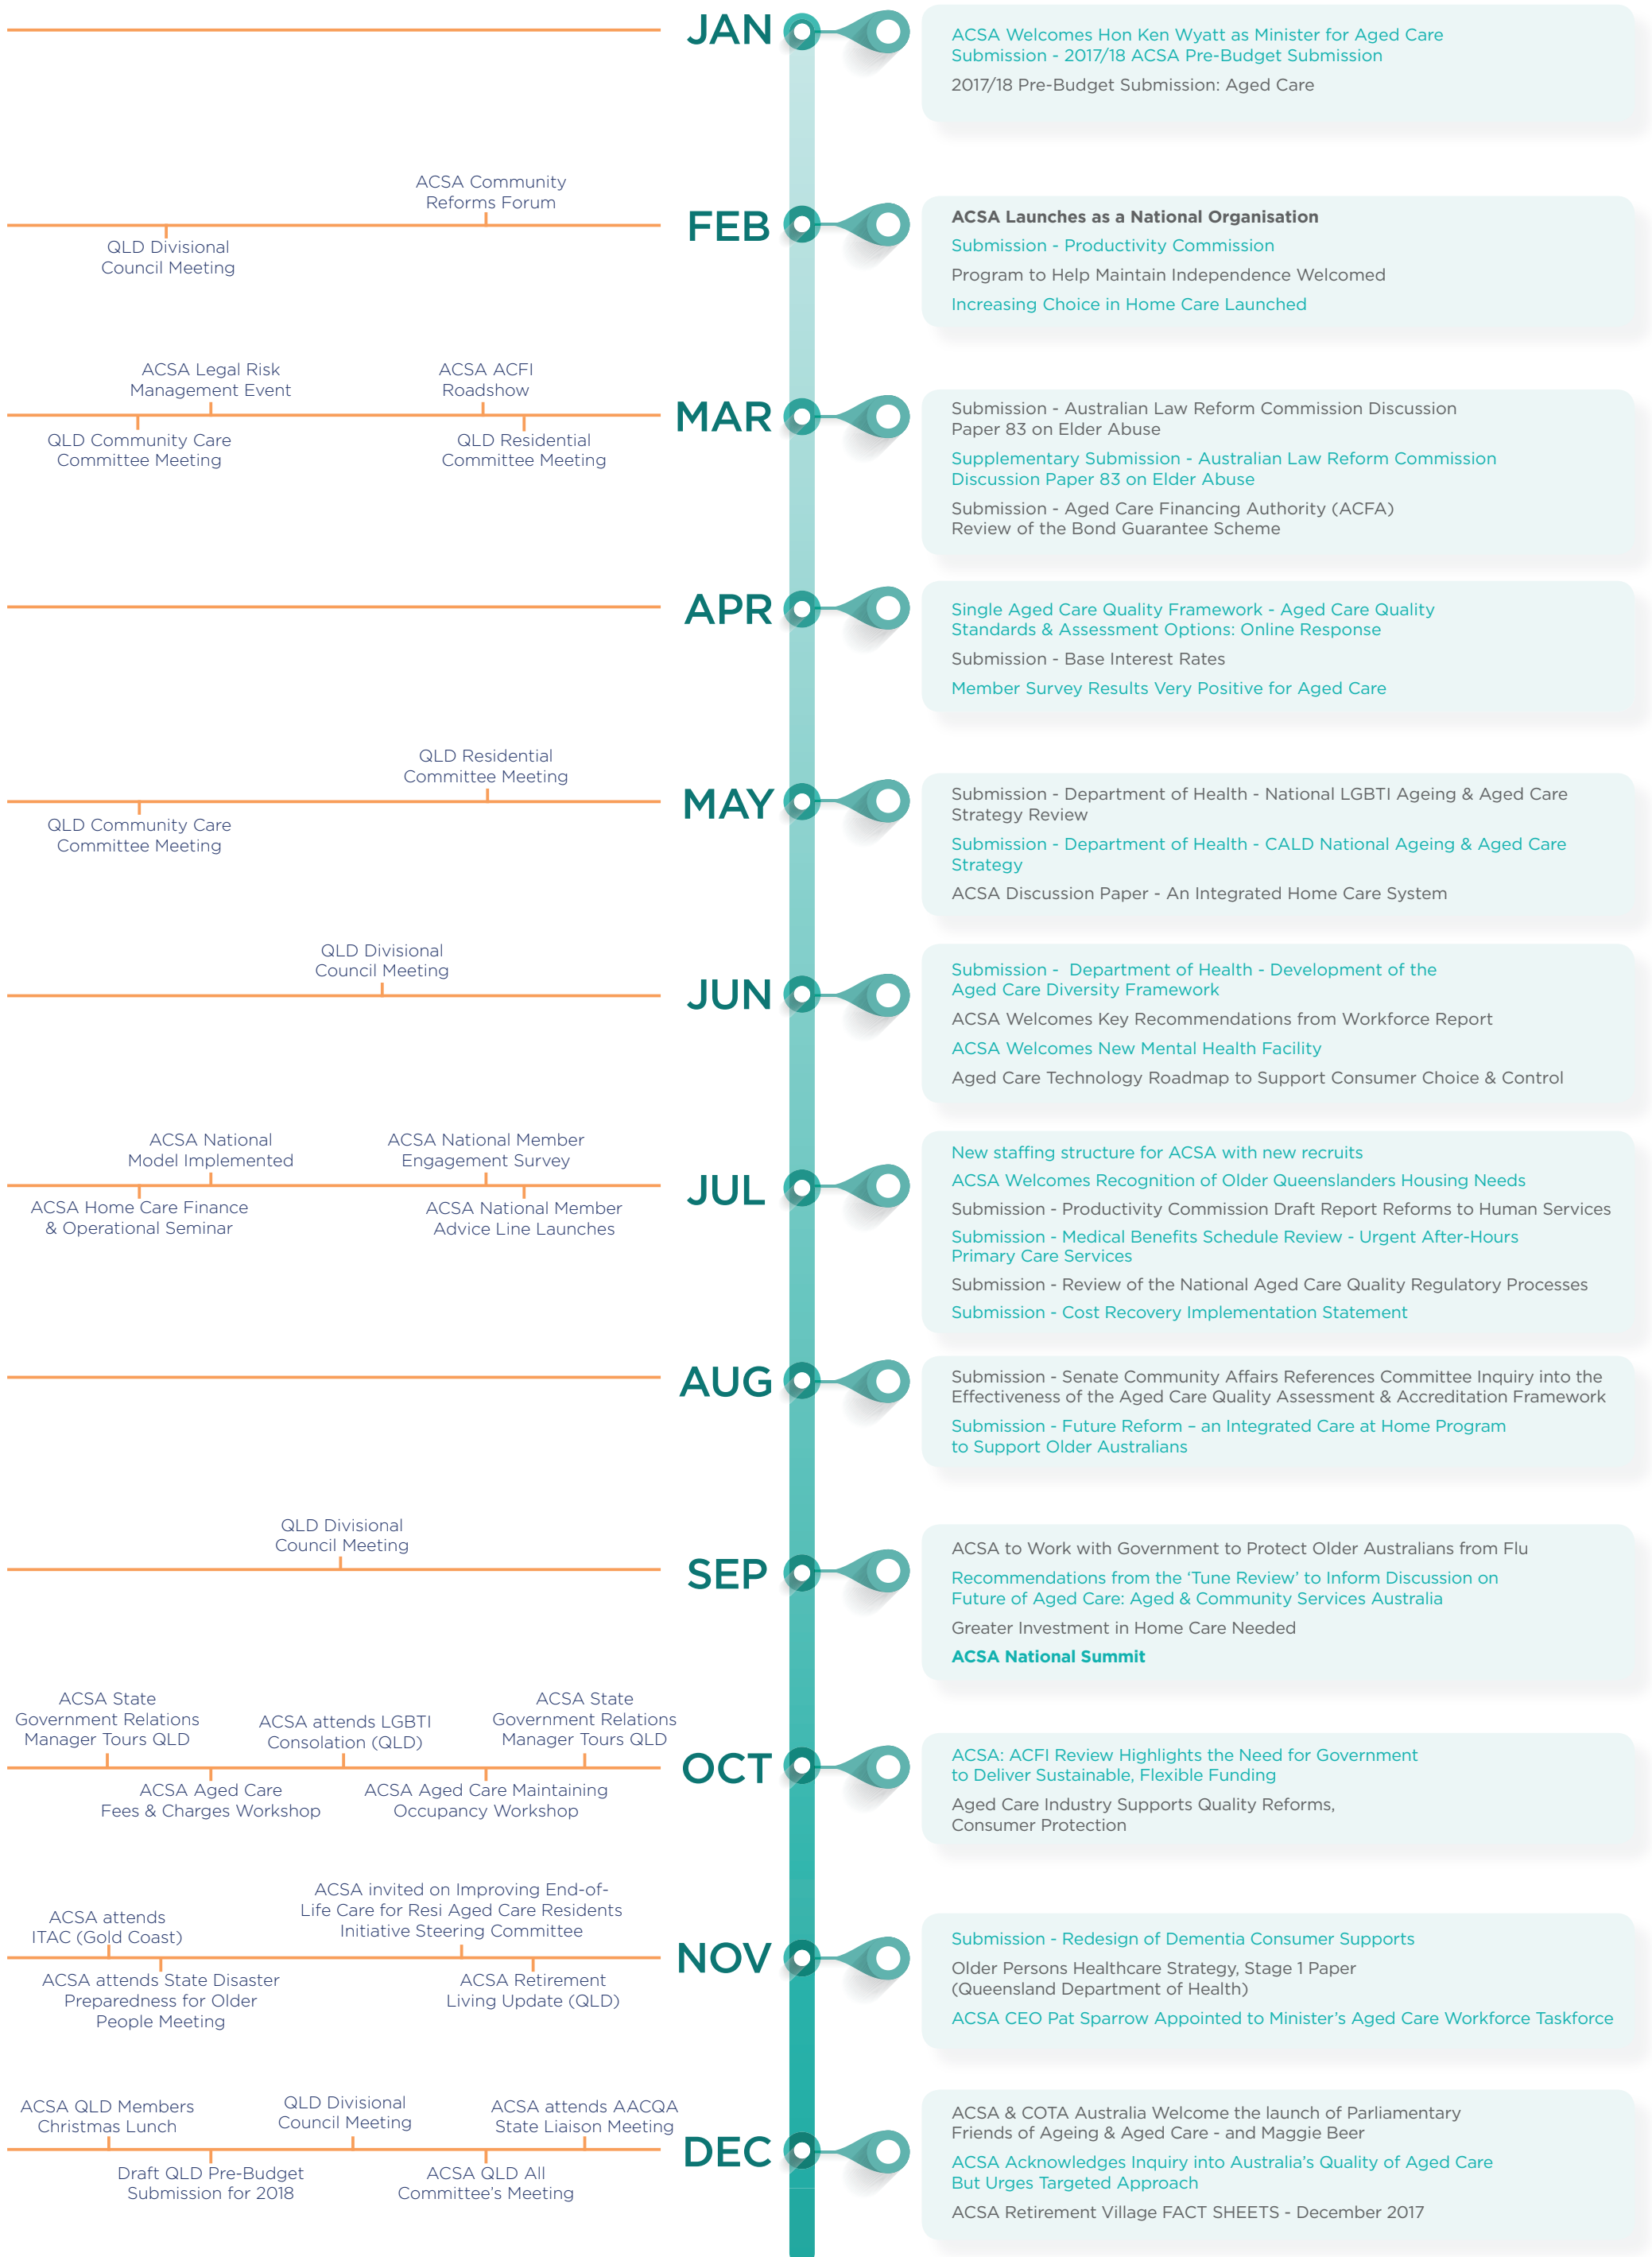 JAN
ACSA Welcomes Hon Ken Wyatt as Minister for Aged Care
Submission - 2017/18 ACSA Pre-Budget Submission
2017/18 Pre-Budget Submission: Aged Care
ACSA Community
Reforms Forum
QLD Divisional
Council Meeting
FEB
ACSA Launches as a National Organisation
Submission - Productivity Commission
Program to Help Maintain Independence Welcomed
Increasing Choice in Home Care Launched
ACSA Legal Risk
Management Event
ACSA ACFI
Roadshow
QLD Community Care
Committee Meeting
QLD Residential
Committee Meeting
MAR
Submission - Australian Law Reform Commission Discussion
Paper 83 on Elder Abuse
Supplementary Submission - Australian Law Reform Commission
Discussion Paper 83 on Elder Abuse
Submission - Aged Care Financing Authority (ACFA)
Review of the Bond Guarantee Scheme
APR
Single Aged Care Quality Framework - Aged Care Quality
Standards & Assessment Options: Online Response
Submission - Base Interest Rates
Member Survey Results Very Positive for Aged Care
QLD Residential
Committee Meeting
QLD Community Care
Committee Meeting
MAY
Submission - Department of Health - National LGBTI Ageing & Aged Care
Strategy Review
Submission - Department of Health - CALD National Ageing & Aged Care
Strategy
ACSA Discussion Paper - An Integrated Home Care System
QLD Divisional
Council Meeting
JUN
Submission -  Department of Health - Development of the
Aged Care Diversity Framework
ACSA Welcomes Key Recommendations from Workforce Report
ACSA Welcomes New Mental Health Facility
Aged Care Technology Roadmap to Support Consumer Choice & Control
ACSA National
Model Implemented
ACSA National Member
Engagement Survey
ACSA Home Care Finance
& Operational Seminar
ACSA National Member
Advice Line Launches
JUL
New staffing structure for ACSA with new recruits
ACSA Welcomes Recognition of Older Queenslanders Housing Needs
Submission - Productivity Commission Draft Report Reforms to Human Services
Submission - Medical Benefits Schedule Review - Urgent After-Hours
Primary Care Services
Submission - Review of the National Aged Care Quality Regulatory Processes
Submission - Cost Recovery Implementation Statement
AUG
Submission - Senate Community Affairs References Committee Inquiry into the
Effectiveness of the Aged Care Quality Assessment & Accreditation Framework
Submission - Future Reform – an Integrated Care at Home Program
to Support Older Australians
QLD Divisional
Council Meeting
SEP
ACSA to Work with Government to Protect Older Australians from Flu
Recommendations from the ‘Tune Review’ to Inform Discussion on
Future of Aged Care: Aged & Community Services Australia
Greater Investment in Home Care Needed
ACSA National Summit
ACSA State
Government Relations
Manager Tours QLD
ACSA attends LGBTI
Consolation (QLD)
ACSA State
Government Relations
Manager Tours QLD
ACSA Aged Care
Fees & Charges Workshop
ACSA Aged Care Maintaining
Occupancy Workshop
OCT
ACSA: ACFI Review Highlights the Need for Government
to Deliver Sustainable, Flexible Funding
Aged Care Industry Supports Quality Reforms,
Consumer Protection
ACSA attends
ITAC (Gold Coast)
ACSA invited on Improving End-of-
Life Care for Resi Aged Care Residents
Initiative Steering Committee
ACSA attends State Disaster
Preparedness for Older
People Meeting
ACSA Retirement
Living Update (QLD)
NOV
Submission - Redesign of Dementia Consumer Supports
Older Persons Healthcare Strategy, Stage 1 Paper
(Queensland Department of Health)
ACSA CEO Pat Sparrow Appointed to Minister’s Aged Care Workforce Taskforce
ACSA QLD Members
Christmas Lunch
QLD Divisional
Council Meeting
ACSA attends AACQA
State Liaison Meeting
Draft QLD Pre-Budget
Submission for 2018
ACSA QLD All
Committee’s Meeting
DEC
ACSA & COTA Australia Welcome the launch of Parliamentary
Friends of Ageing & Aged Care - and Maggie Beer
ACSA Acknowledges Inquiry into Australia’s Quality of Aged Care
But Urges Targeted Approach
ACSA Retirement Village FACT SHEETS - December 2017